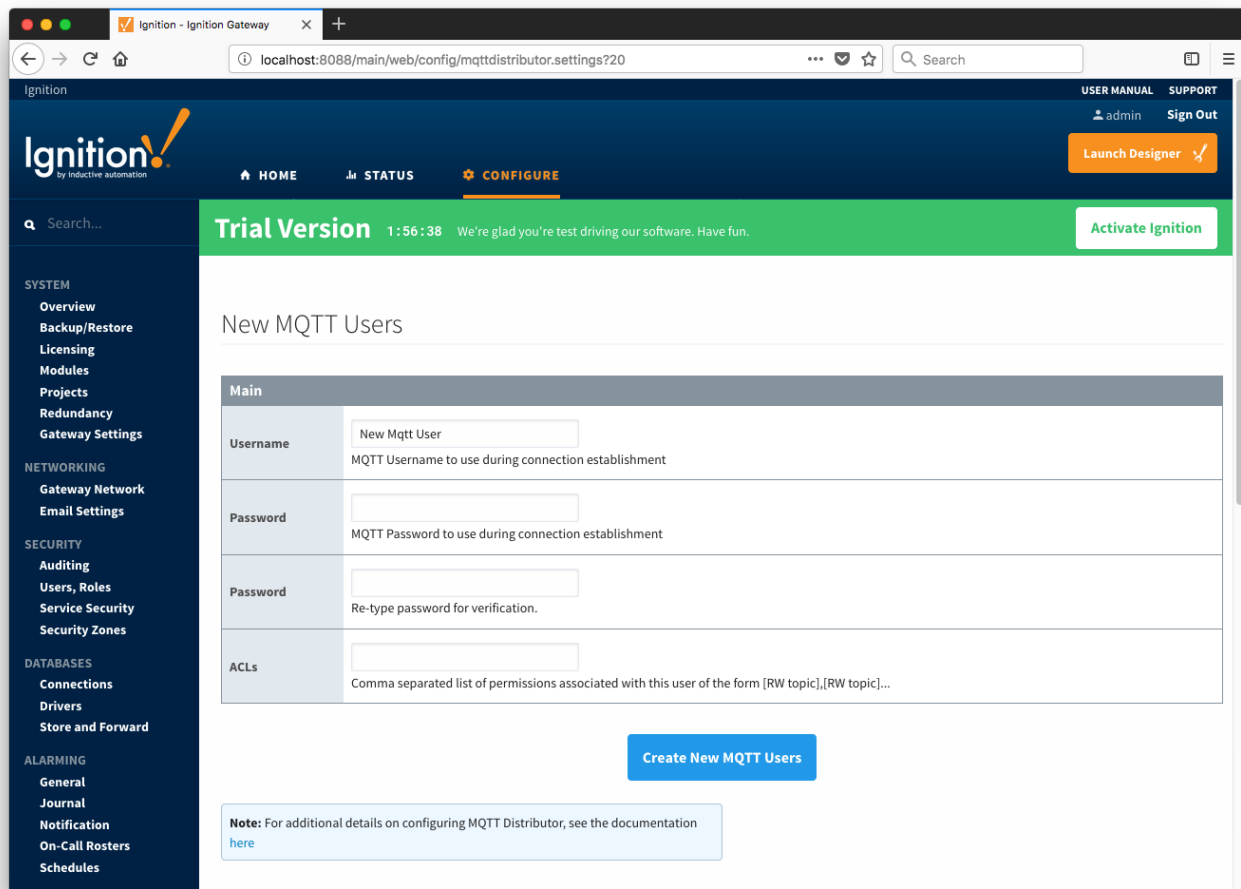 Ignition - Ignition Gateway
localhost:8088/main/web/config/mqttdistributor.settings?20
Search
Ignition
USER MANUAL SUPPORT
admin Sign Out
Ignition!
by inductive automation
Launch Designer
HOME STATUS CONFIGURE
Search...
Trial Version 1:56:38 We're glad you're test driving our software. Have fun.
Activate Ignition
SYSTEM
Overview
Backup/Restore
Licensing
Modules
Projects
Redundancy
Gateway Settings
NETWORKING
Gateway Network
Email Settings
SECURITY
Auditing
Users, Roles
Service Security
Security Zones
DATABASES
Connections
Drivers
Store and Forward
ALARMING
General
Journal
Notification
On-Call Rosters
Schedules
New MQTT Users
Main
Username
New Mqtt User
MQTT Username to use during connection establishment
Password
MQTT Password to use during connection establishment
Password
Re-type password for verification.
ACLs
Comma separated list of permissions associated with this user of the form [RW topic],[RW topic]...
Create New MQTT Users
Note: For additional details on configuring MQTT Distributor, see the documentation
here